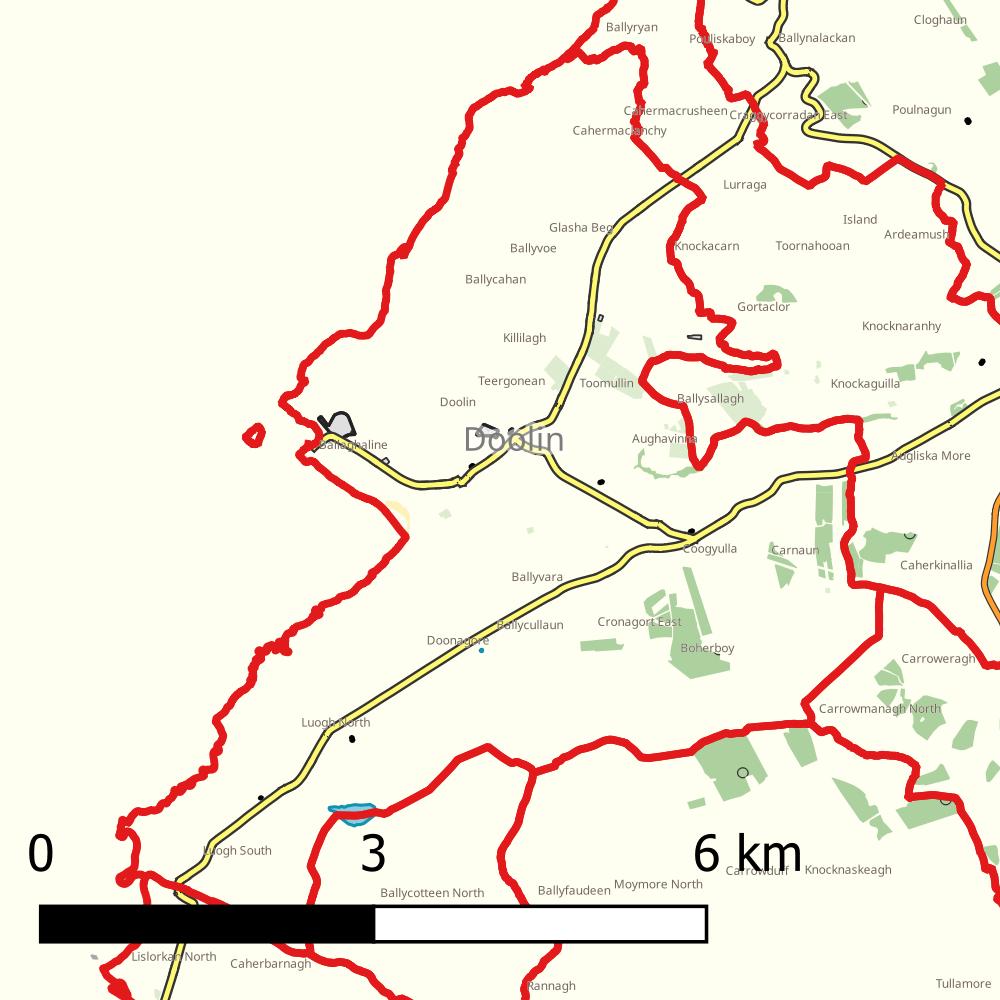 Cloghaun
Ballyryan
Pouliskaboy
Ballynalackan
Cahermacrusheen
Craggycorradan East
Poulnagun
Cahermaclanchy
Lurraga
Island
Glasha Beg
Ardeamush
Ballyvoe
Knockacarn
Toornahooan
Ballycahan
Gortaclor
Knocknaranhy
Killilagh
Teergonean
Toomullin
Knockaguilla
Doolin
Ballysallagh
Ballaghaline
Doolin
Aughavinna
Augliska More
Coogyulla
Carnaun
Caherkinallia
Ballyvara
Ballycullaun
Cronagort East
Doonagore
Boherboy
Carroweragh
Luogh North
Carrowmanagh North
0
3
6 km
Luogh South
Carrowduff
Knocknaskeagh
Ballycotteen North
Ballyfaudeen
Moymore North
Lislorkan North
Caherbarnagh
Rannagh
Tullamore